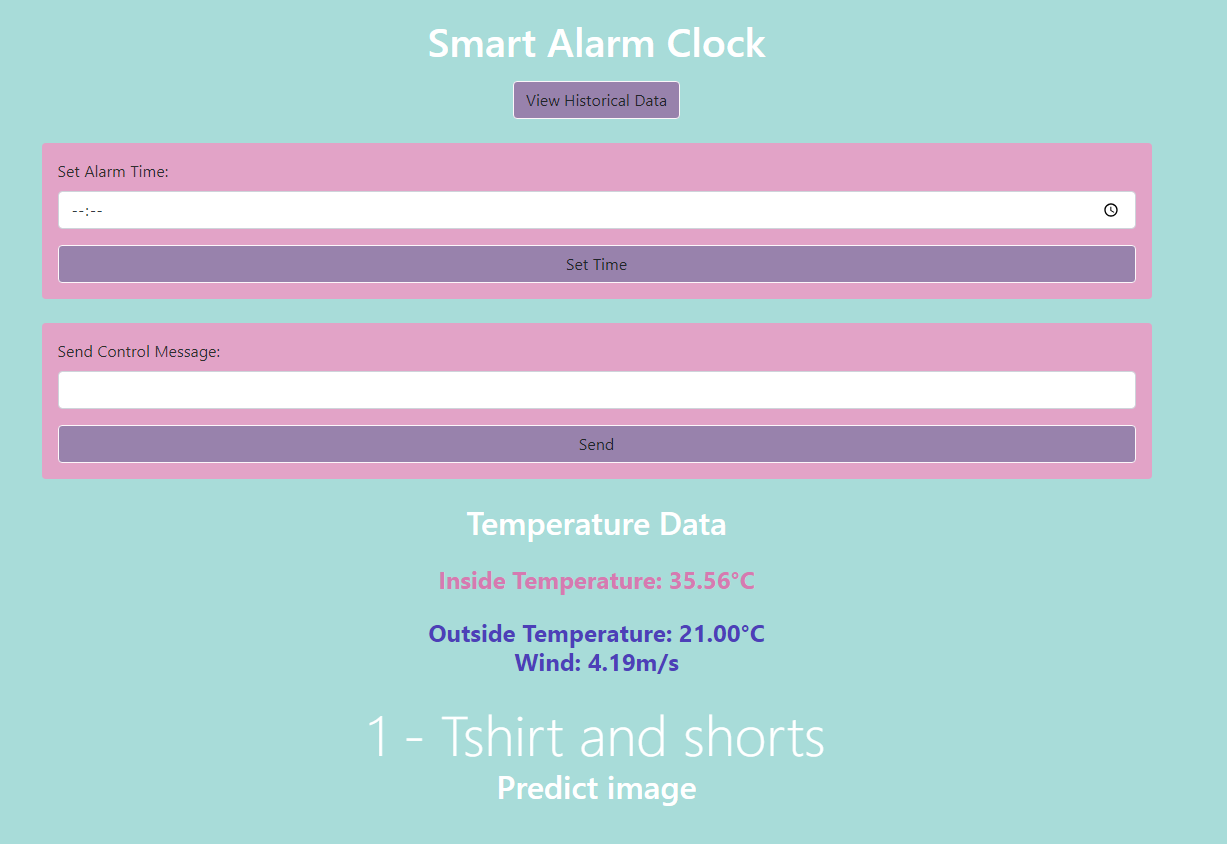 Smart Alarm Clock
View Historical Data
Set Alarm Time:
--:--
Set Time
Send Control Message:
Send
Temperature Data
Inside Temperature: 35.56°C
Outside Temperature: 21.00°C
Wind: 4.19m/s
1 - Tshirt and shorts
Predict image